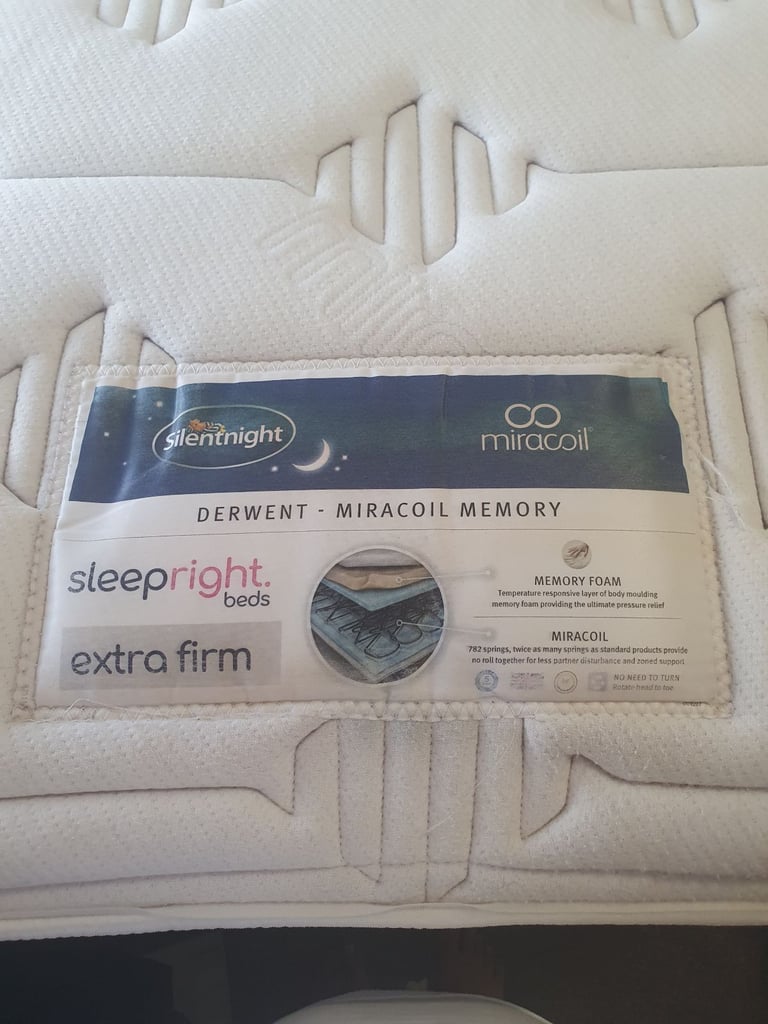 Silentnight
miracoil
DERWENT - MIRACOIL MEMORY
sleepright.
beds
extra firm
MEMORY FOAM
Temperature responsive layer of body moulding
memory foam providing the ultimate pressure relief
MIRACOIL
782 springs, twice as many springs as standard products provide
no roll together for less partner disturbance and zoned support
5
NO NEED TO TURN
Rotate head to toe